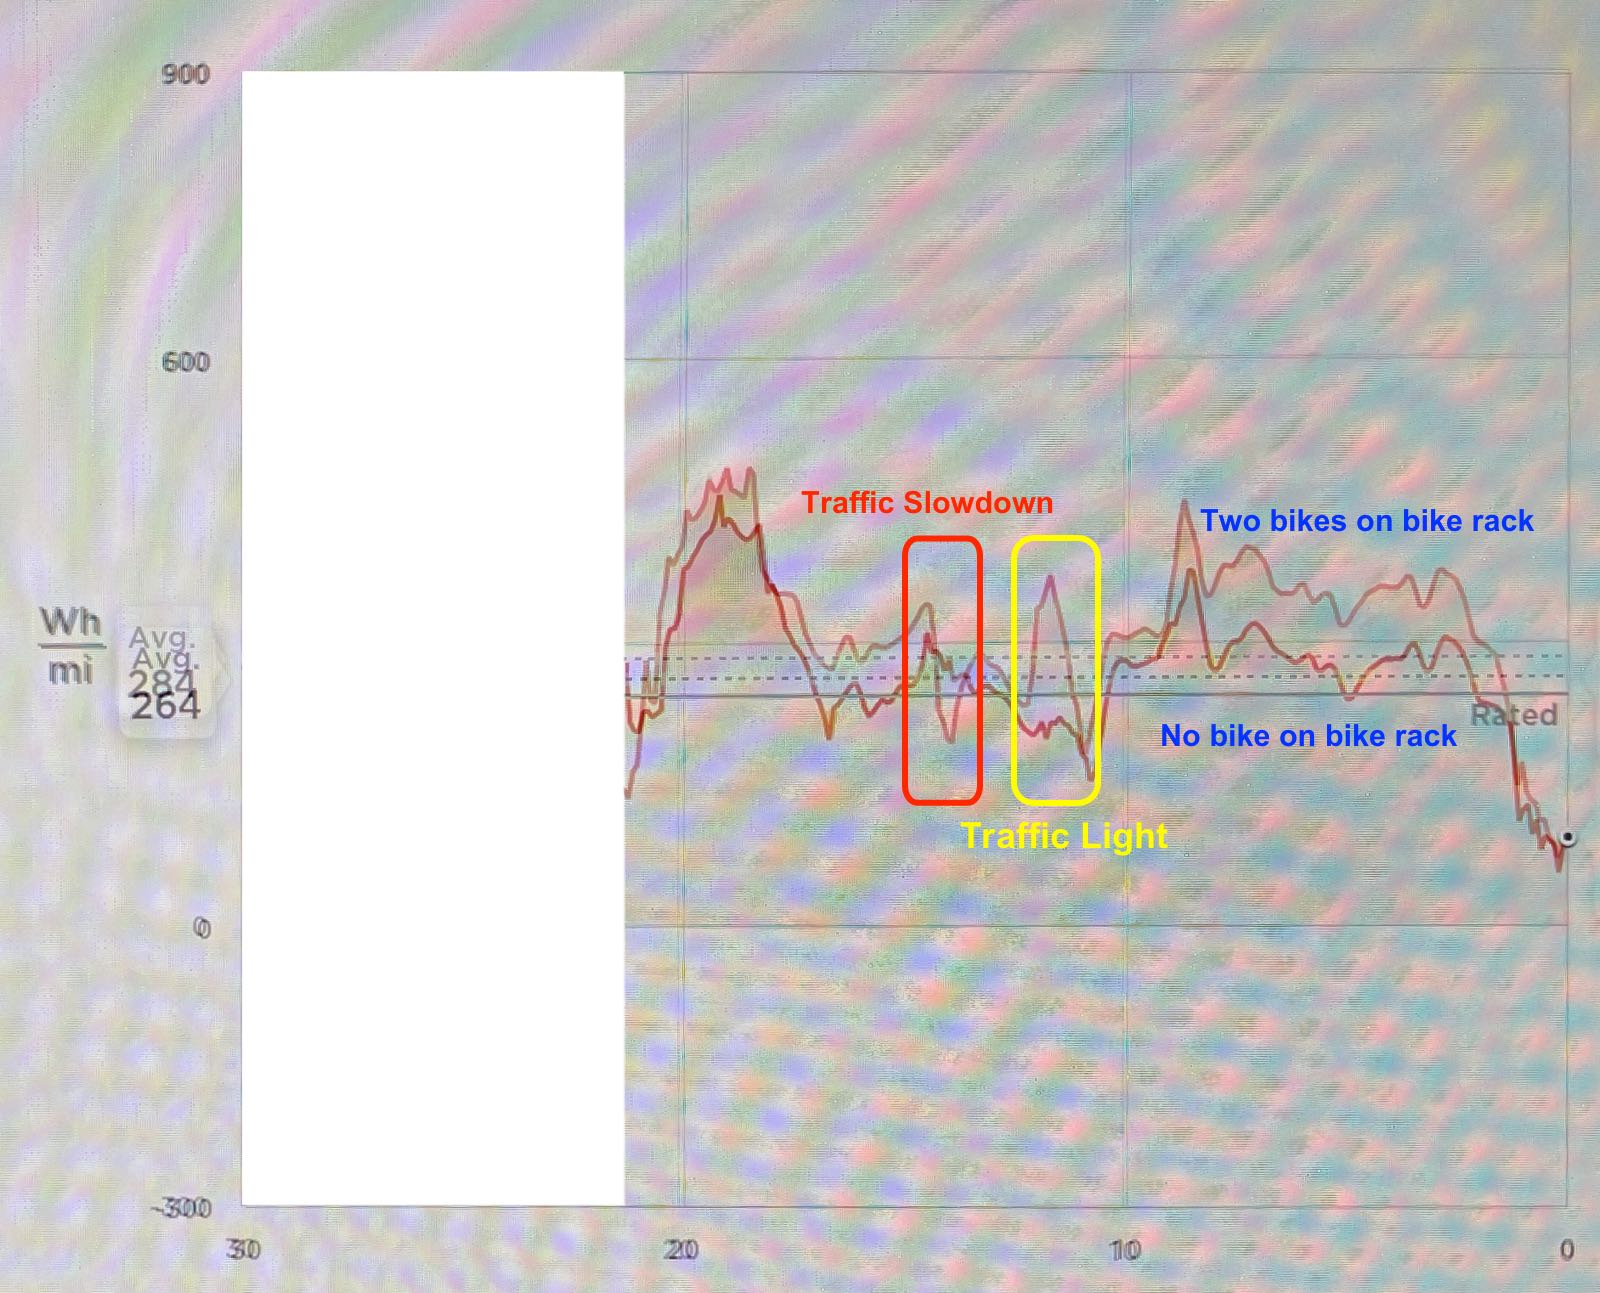 900
600
Traffic Slowdown
Two bikes on bike rack
Wh
mi
Avg.
Avg.
284
264
Rated
No bike on bike rack
Traffic Light
0
-300
30
20
10
0